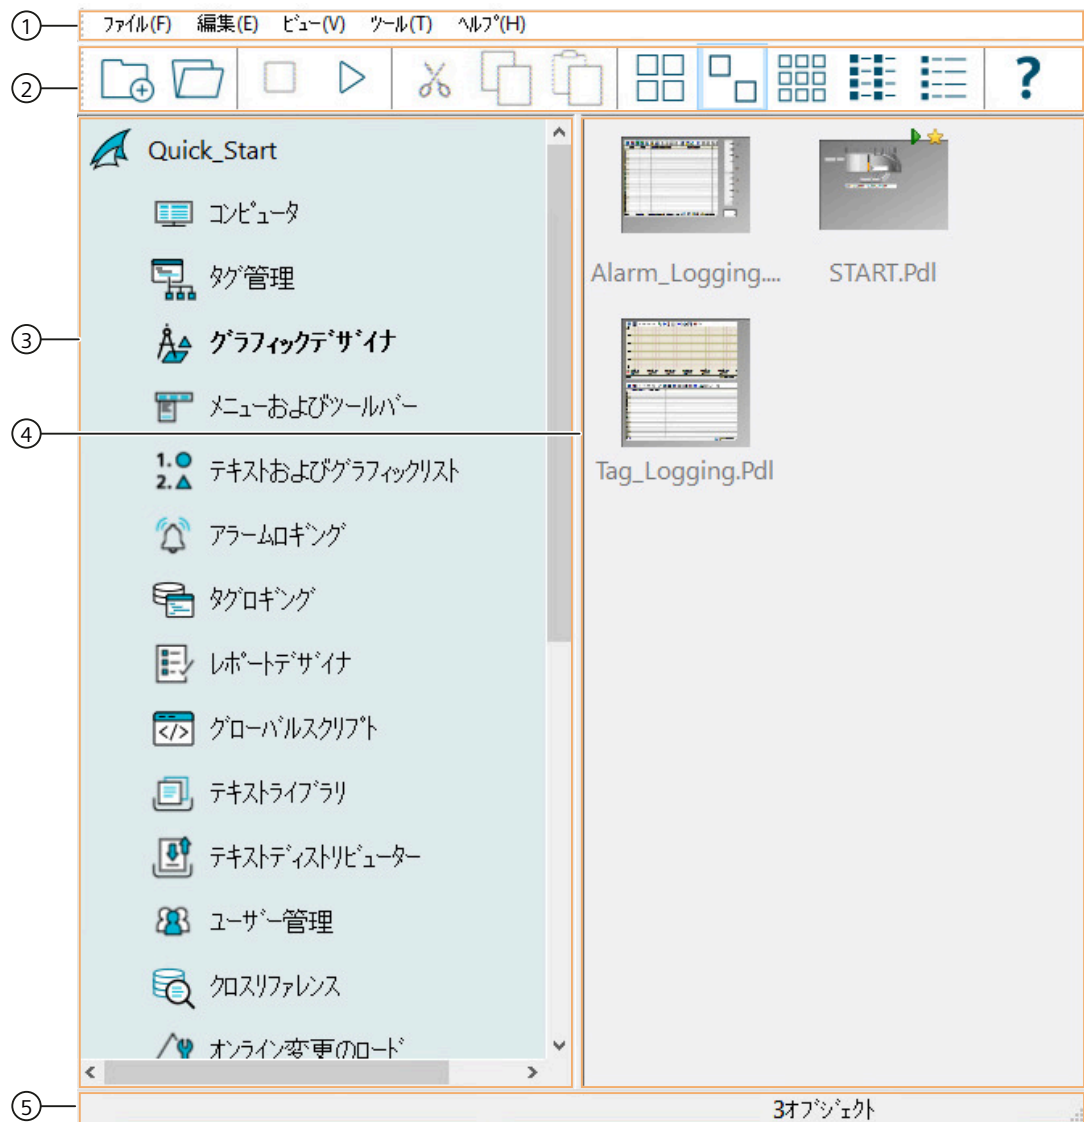 ① ファイル(F) 編集(E) ビュー(V) ツール(T) ヘルプ(H)
② ?
Quick_Start
コンピュータ
タグ管理
③ グラフィックデザイナ
メニューおよびツールバー
④
1. 2. テキストおよびグラフィックリスト
アラームロギング
タグロギング
レポートデザイナ
</> グローバルスクリプト
テキストライブラリ
テキストディストリビューター
ユーザー管理
クロスリファレンス
オンライン変更のロード
Alarm_Logging.... START.Pdl
Tag_Logging.Pdl
⑤ 3オブジェクト